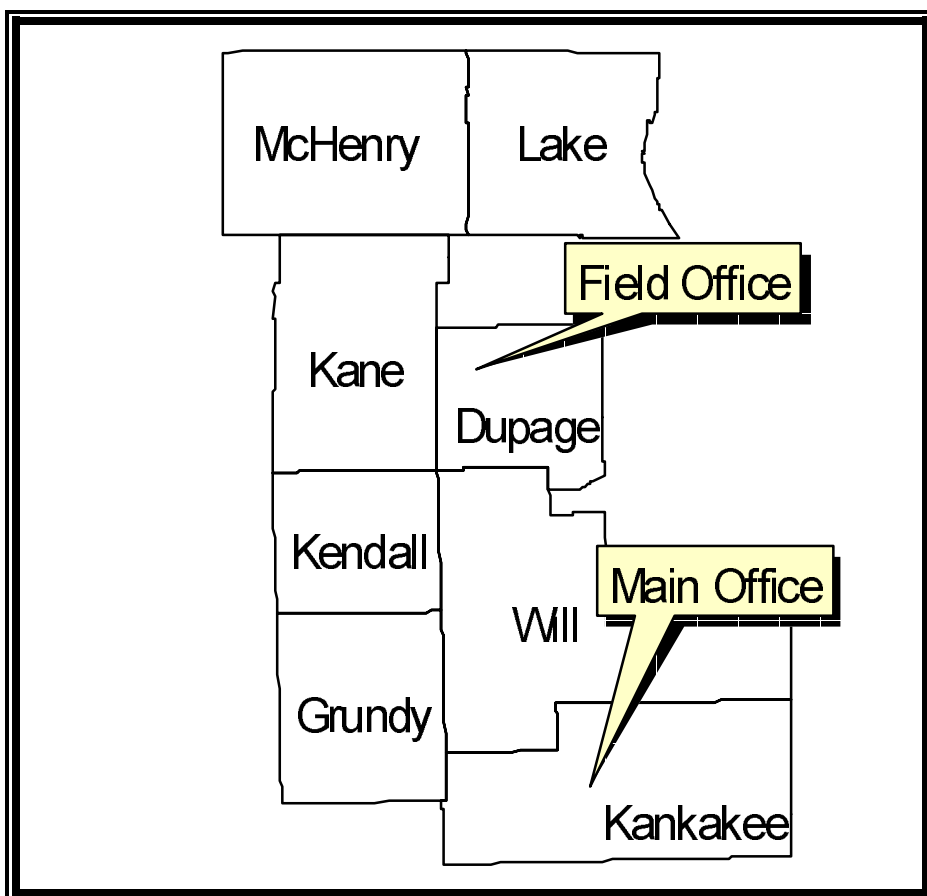 McHenry
Lake
Field Office
Kane
Dupage
Kendall
Main Office
Will
Grundy
Kankakee